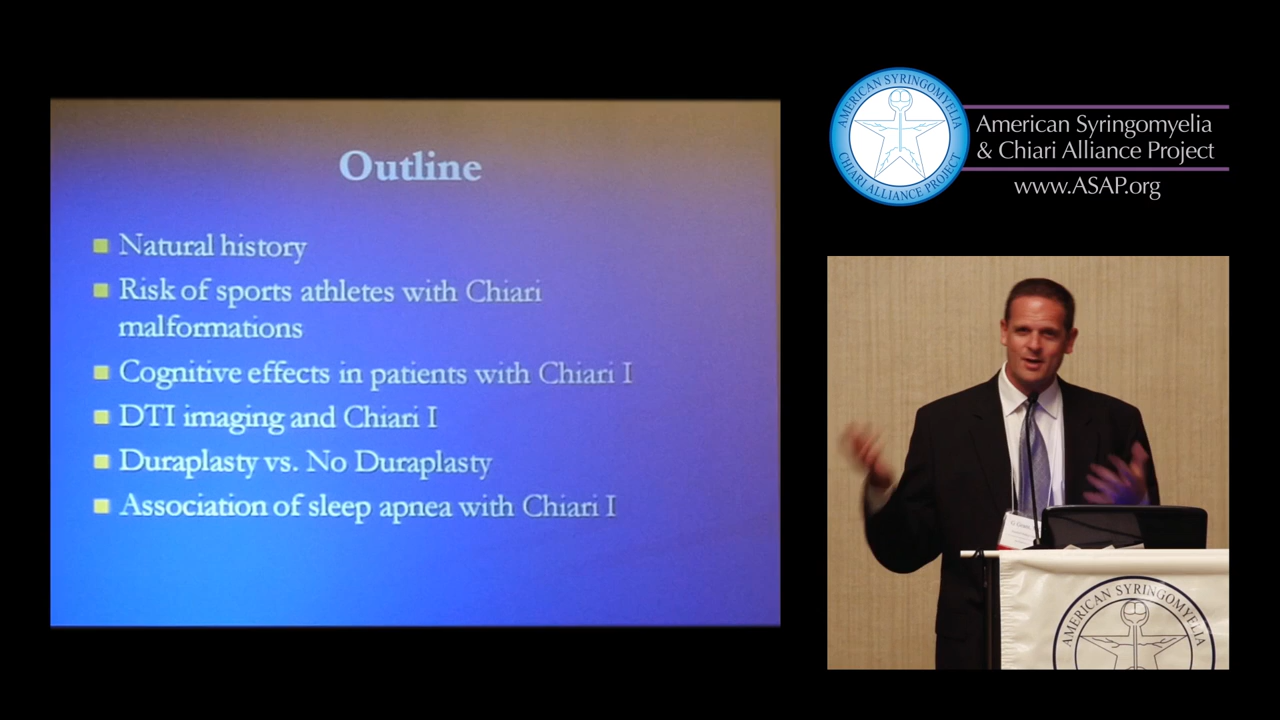 Outline
Natural history
Risk of sports athletes with Chiari
malformations
Cognitive effects in patients with Chiari I
DTI imaging and Chiari I
Duraplasty vs. No Duraplasty
Association of sleep apnea with Chiari I
AMERICAN SYRINGOMYELIA
CHIARI ALLIANCE PROJECT
American Syringomyelia
& Chiari Alliance Project
www.ASAP.org
AMERICAN SYRINGOMYELIA